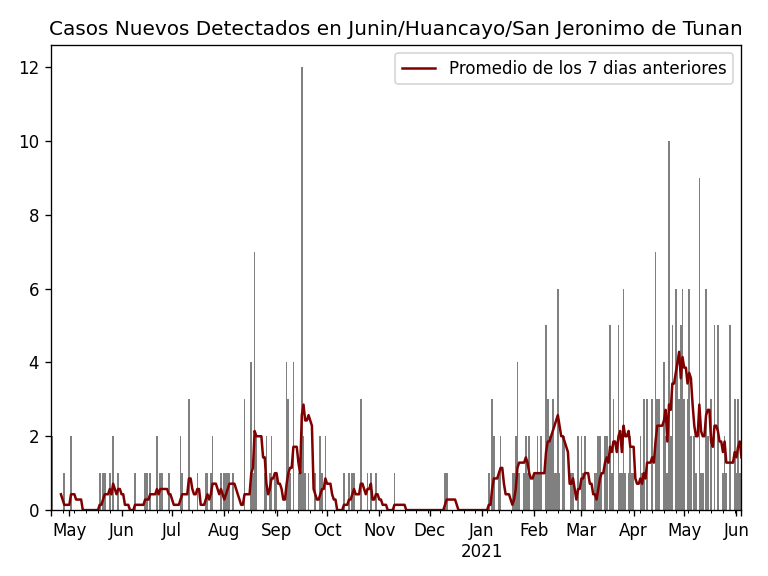 Casos Nuevos Detectados en Junin/Huancayo/San Jeronimo de Tunan
Promedio de los 7 dias anteriores
12
10
8
6
4
2
0
May Jun Jul Aug Sep Oct Nov Dec Jan Feb Mar Apr May Jun
2021